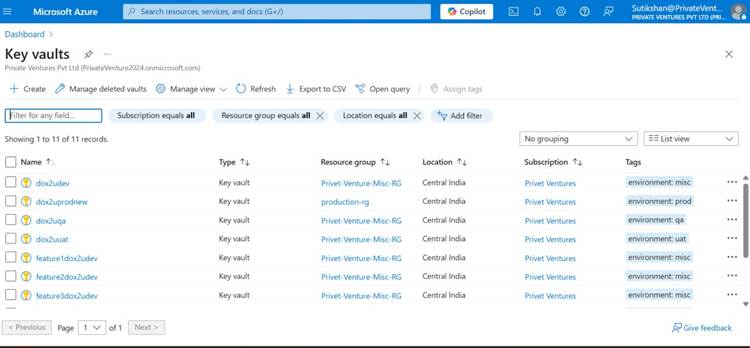 Microsoft Azure
Search resources, services, and docs (G+/)
Copilot
Sutikshan@PrivateVent...
PRIVATE VENTURES PVT LTD (PRI...
Dashboard >
Key vaults
...
Private Ventures Pvt Ltd (PrivateVenture2024.onmicrosoft.com)
+ Create Manage deleted vaults Manage view Refresh Export to CSV Open query Assign tags
Filter for any field... Subscription equals all Resource group equals all Location equals all Add filter
Showing 1 to 11 of 11 records.
No grouping List view
Name ↑ Type ↑↓ Resource group ↑↓ Location ↑↓ Subscription ↑↓ Tags
dox2udev Key vault Privet-Venture-Misc-RG Central India Privet Ventures environment: misc ...
dox2uprodnew Key vault production-rg Central India Privet Ventures environment: prod ...
dox2uqa Key vault Privet-Venture-Misc-RG Central India Privet Ventures environment: qa ...
dox2uuat Key vault Privet-Venture-Misc-RG Central India Privet Ventures environment: uat ...
feature1dox2udev Key vault Privet-Venture-Misc-RG Central India Privet Ventures environment: misc ...
feature2dox2udev Key vault Privet-Venture-Misc-RG Central India Privet Ventures environment: misc ...
feature3dox2udev Key vault Privet-Venture-Misc-RG Central India Privet Ventures environment: misc ...
< Previous Page 1 of 1 Next > Give feedback